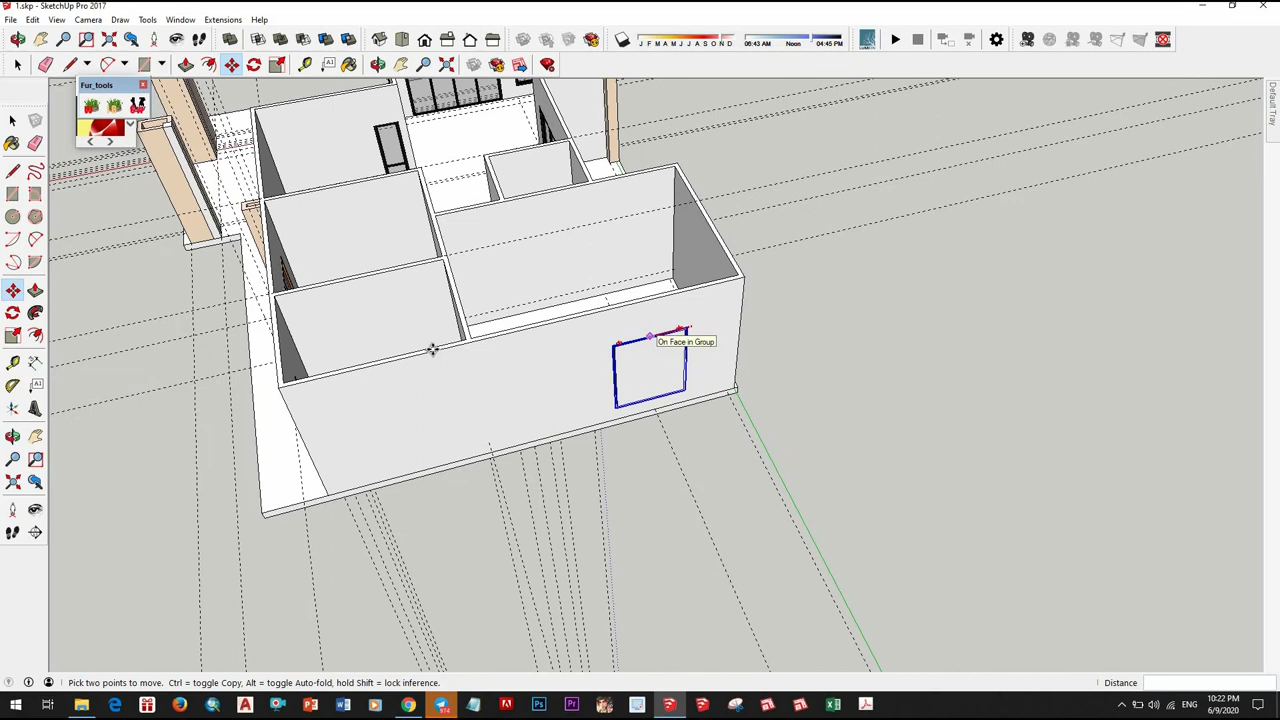 1.skp - SketchUp Pro 2017
File Edit View Camera Draw Tools Window Extensions Help
J F M A M J J A S O N D
06:43 AM Noon 04:45 PM
Fur_tools
Default Tray
On Face in Group
Pick two points to move. Ctrl = toggle Copy, Alt = toggle Auto-fold, hold Shift = lock inference.
Distance
ENG
10:22 PM
6/9/2020